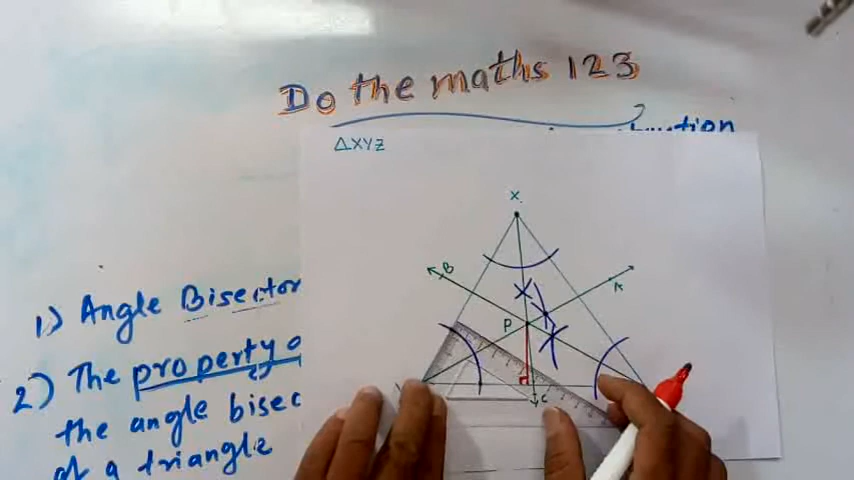 Do the maths 123
ΔXYZ
X
B
A
P
C
1) Angle Bisector
2) The property o
the angle bisec
of a triangle